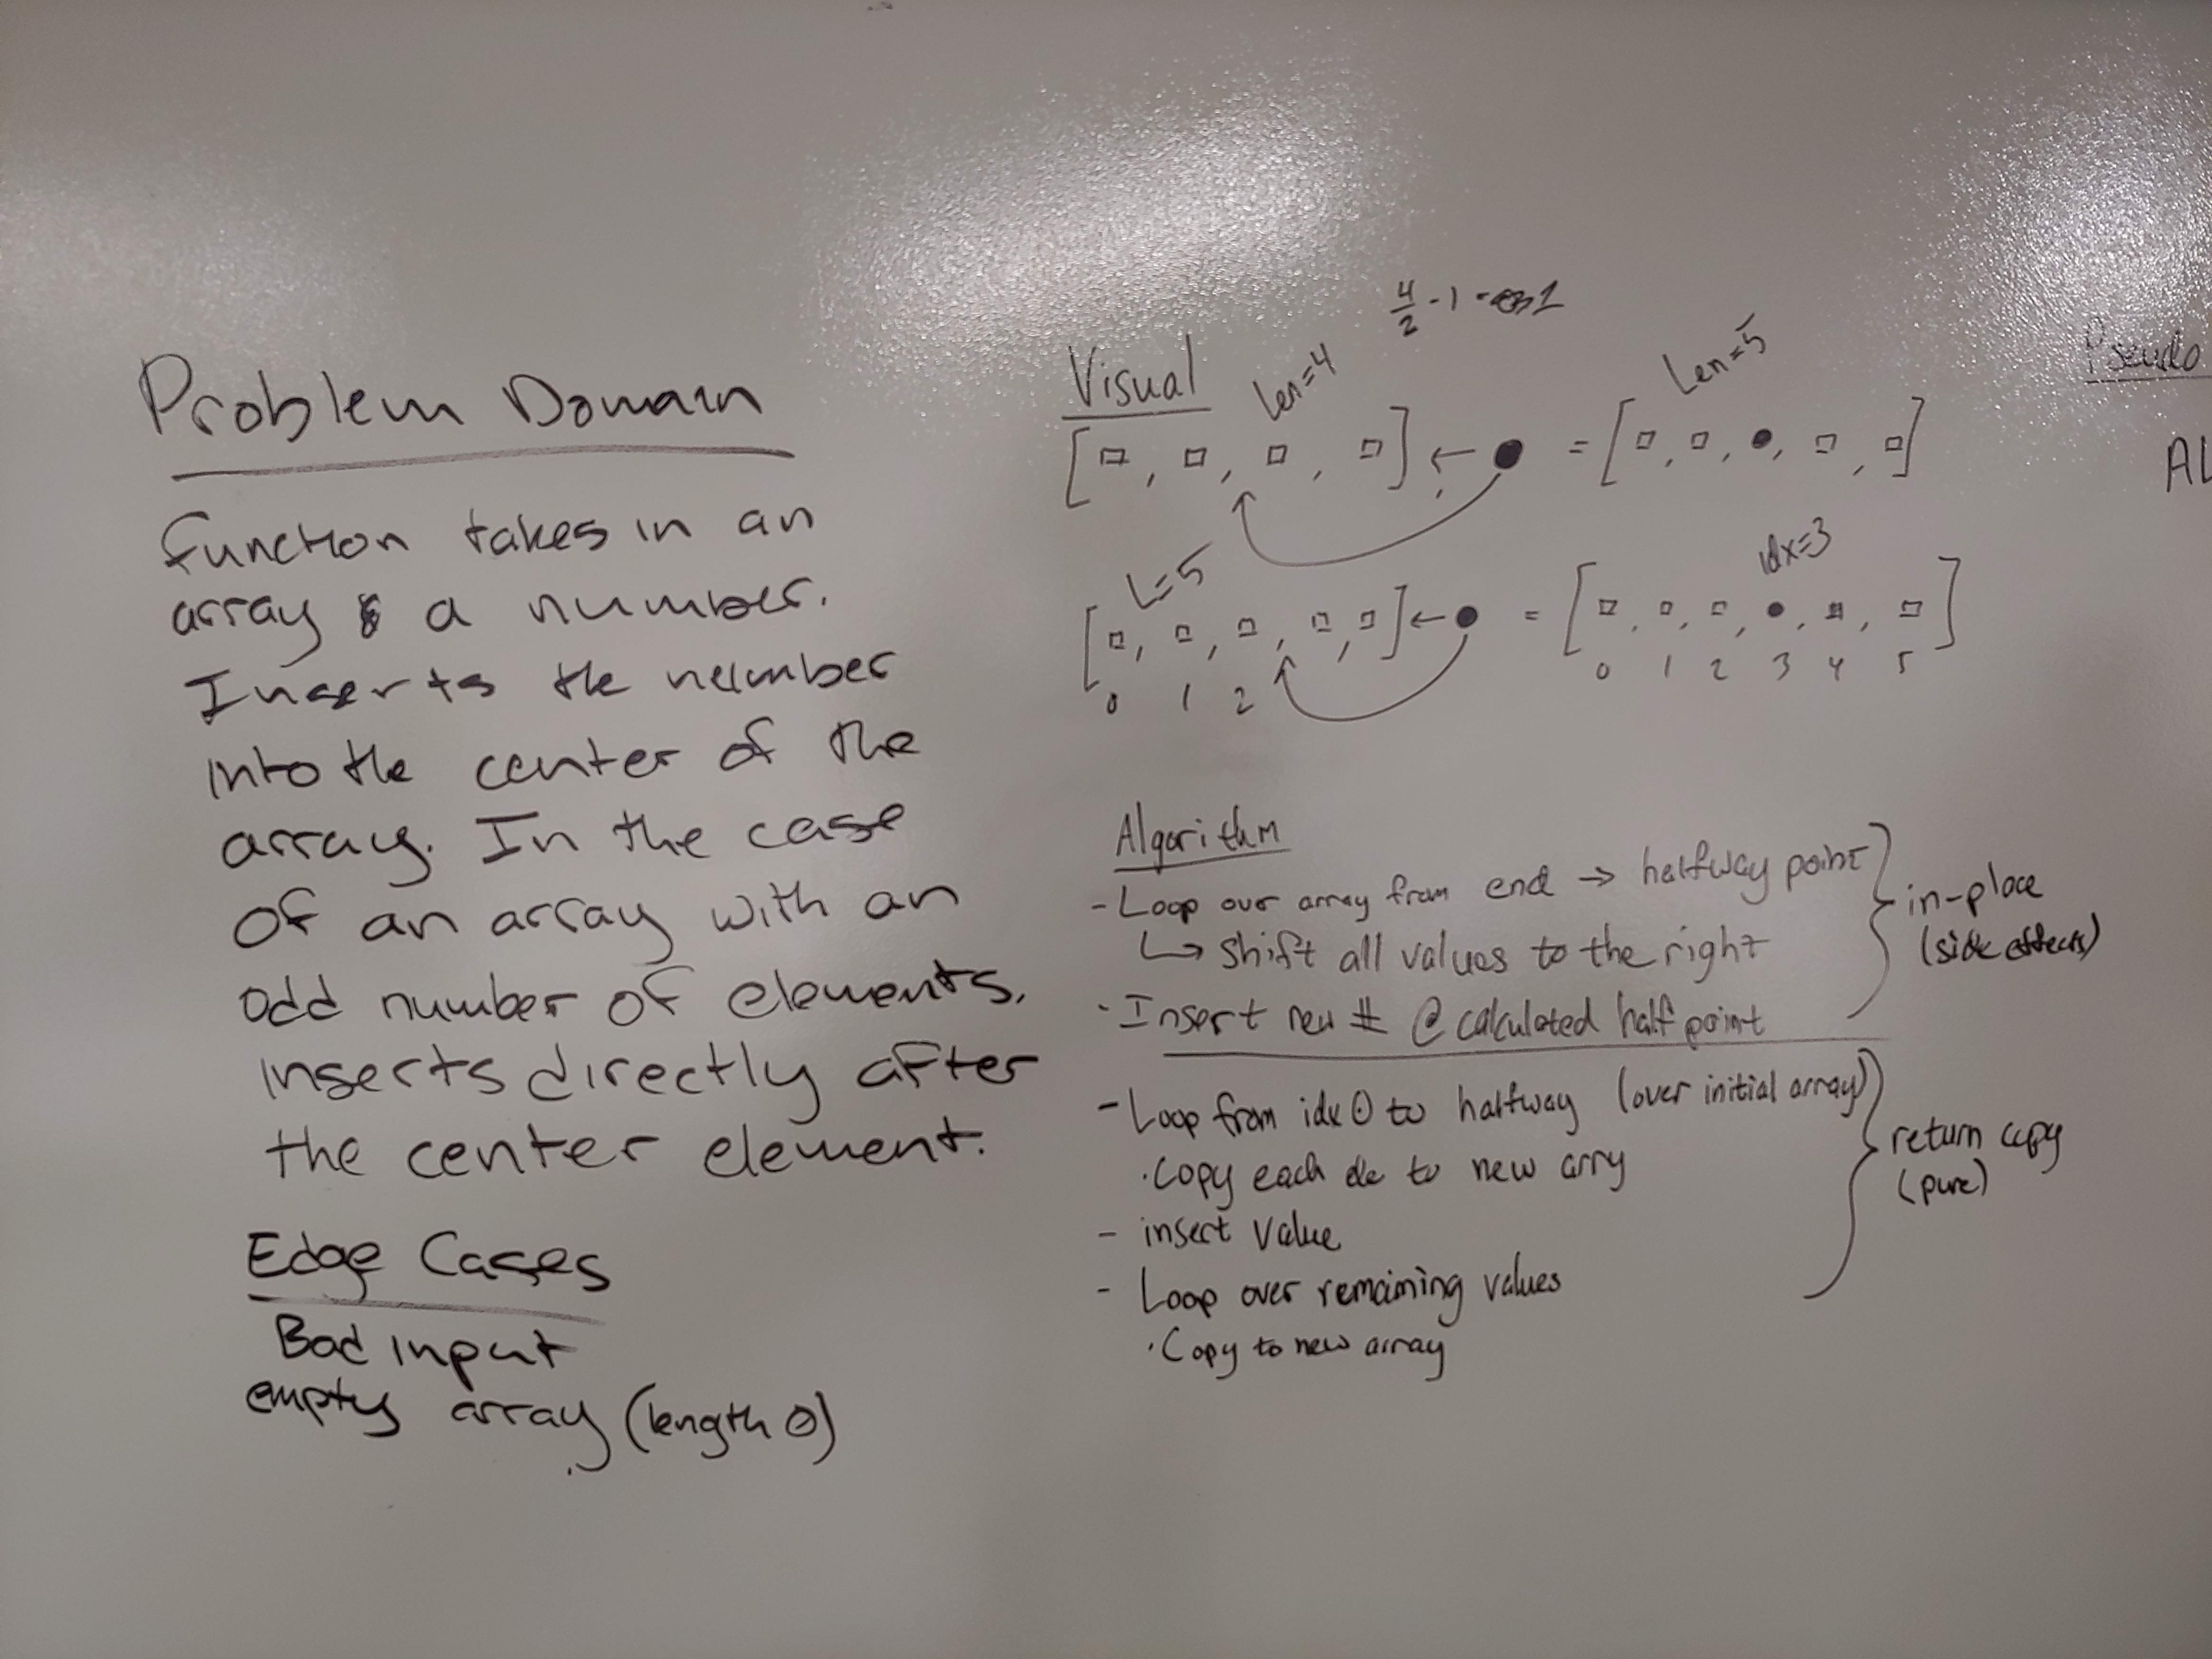 Problem Domain
function takes in an
array & a number.
Inserts the number
into the center of the
array. In the case
of an array with an
odd number of elements,
inserts directly after
the center element.
Edge Cases
Bad input
empty array (length 0)
Visual
4/2 - 1 = 1
Len=4
Len=5
[□, □, □, □] ← ● = [□, □, ●, □, □]
L=5
idx=3
[□, □, □, □, □] ← ● = [□, □, □, ●, □, □]
0 1 2
0 1 2 3 4 5
Algorithm
- Loop over array from end → halfway point
↳ shift all values to the right
- Insert new # @ calculated half point
in-place
(side effects)
- Loop from idx 0 to halfway (over initial array)
· Copy each ele to new arry
- insert value
- Loop over remaining values
· Copy to new array
return copy
(pure)
Pseudo
AL